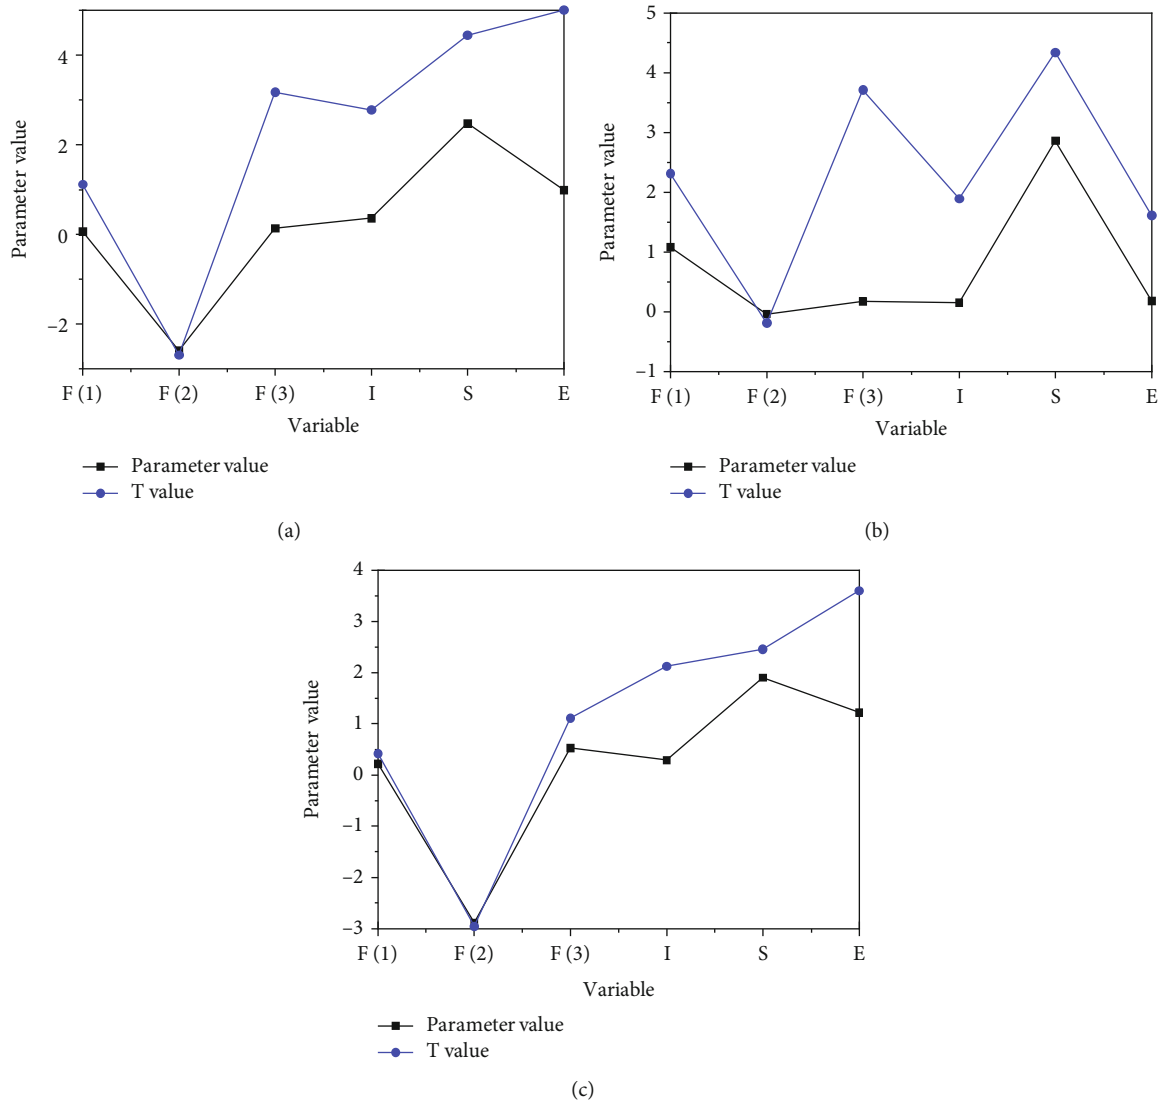 Parameter value
4
2
0
−2
F (1) F (2) F (3) I S E
Variable
Parameter value
T value
(a)
Parameter value
5
4
3
2
1
0
−1
F (1) F (2) F (3) I S E
Variable
Parameter value
T value
(b)
Parameter value
4
3
2
1
0
−1
−2
−3
F (1) F (2) F (3) I S E
Variable
Parameter value
T value
(c)